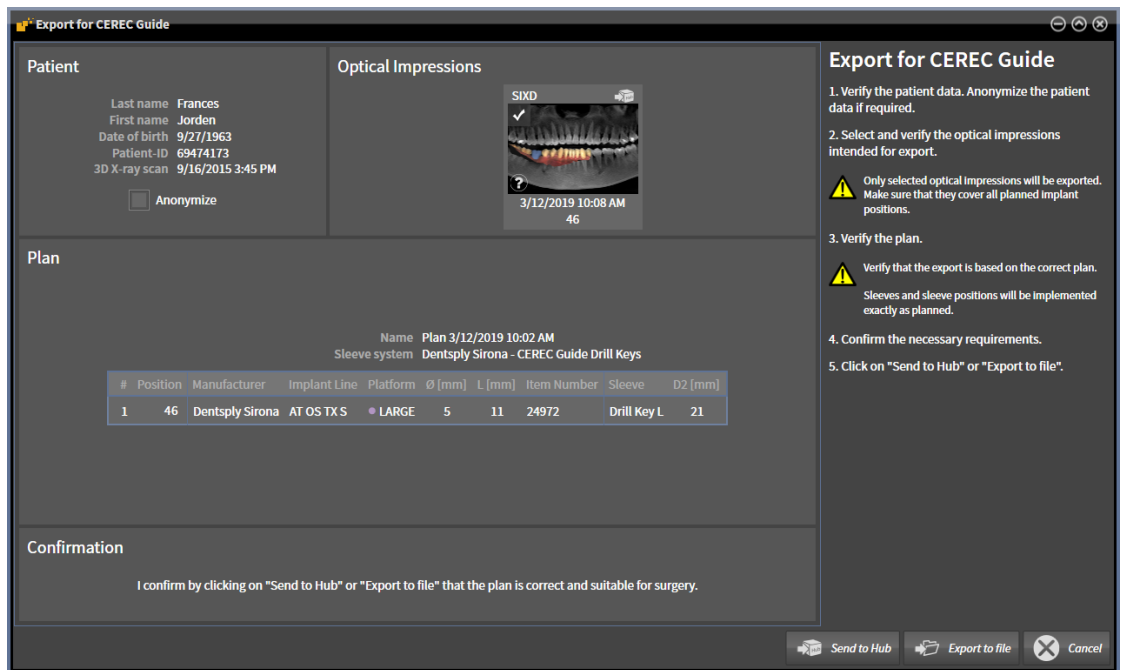 Export for CEREC Guide
Patient
Last name Frances
First name Jorden
Date of birth 9/27/1963
Patient-ID 69474173
3D X-ray scan 9/16/2015 3:45 PM
Anonymize
Optical Impressions
SIXD
?
3/12/2019 10:08 AM
46
Plan
Name Plan 3/12/2019 10:02 AM
Sleeve system Dentsply Sirona - CEREC Guide Drill Keys
# Position Manufacturer Implant Line Platform Ø [mm] L [mm] Item Number Sleeve D2 [mm]
1 46 Dentsply Sirona AT OS TX S LARGE 5 11 24972 Drill Key L 21
Confirmation
I confirm by clicking on "Send to Hub" or "Export to file" that the plan is correct and suitable for surgery.
Export for CEREC Guide
1. Verify the patient data. Anonymize the patient
data if required.
2. Select and verify the optical impressions
intended for export.
Only selected optical impressions will be exported.
Make sure that they cover all planned implant
positions.
3. Verify the plan.
Verify that the export is based on the correct plan.
Sleeves and sleeve positions will be implemented
exactly as planned.
4. Confirm the necessary requirements.
5. Click on "Send to Hub" or "Export to file".
Send to Hub
Export to file
Cancel